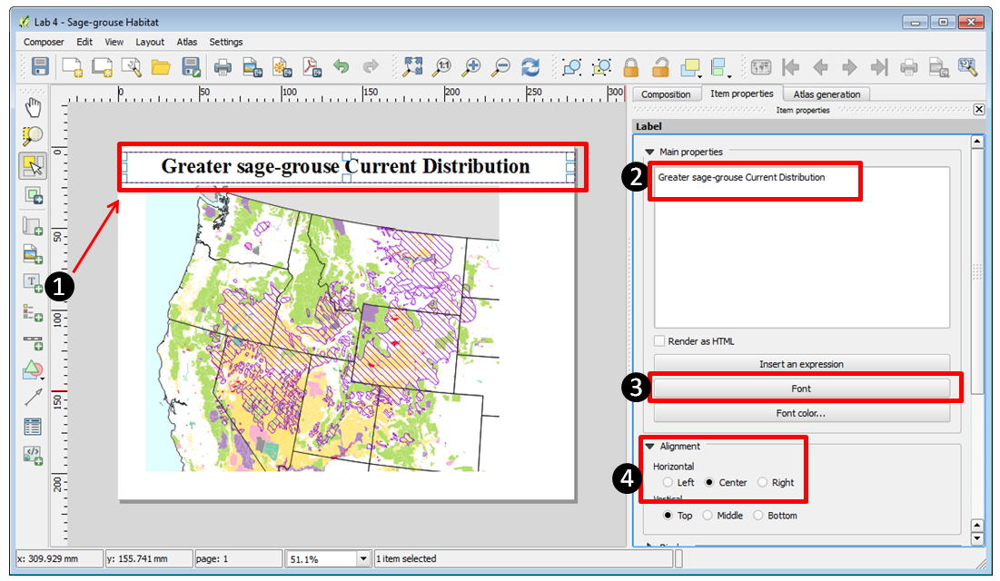 Lab 4 - Sage-grouse Habitat
Composer Edit View Layout Atlas Settings
1:1
0 50 100 150 200 250 300
Composition Item properties Atlas generation
Item properties
Label
Main properties
Greater sage-grouse Current Distribution
2
Greater sage-grouse Current Distribution
0
50
100
150
200
T
1
Render as HTML
Insert an expression
3
Font
Font color...
Alignment
Horizontal
4
Left Center Right
Vertical
Top Middle Bottom
x: 309.929 mm y: 155.741 mm page: 1 51.1% 1 item selected